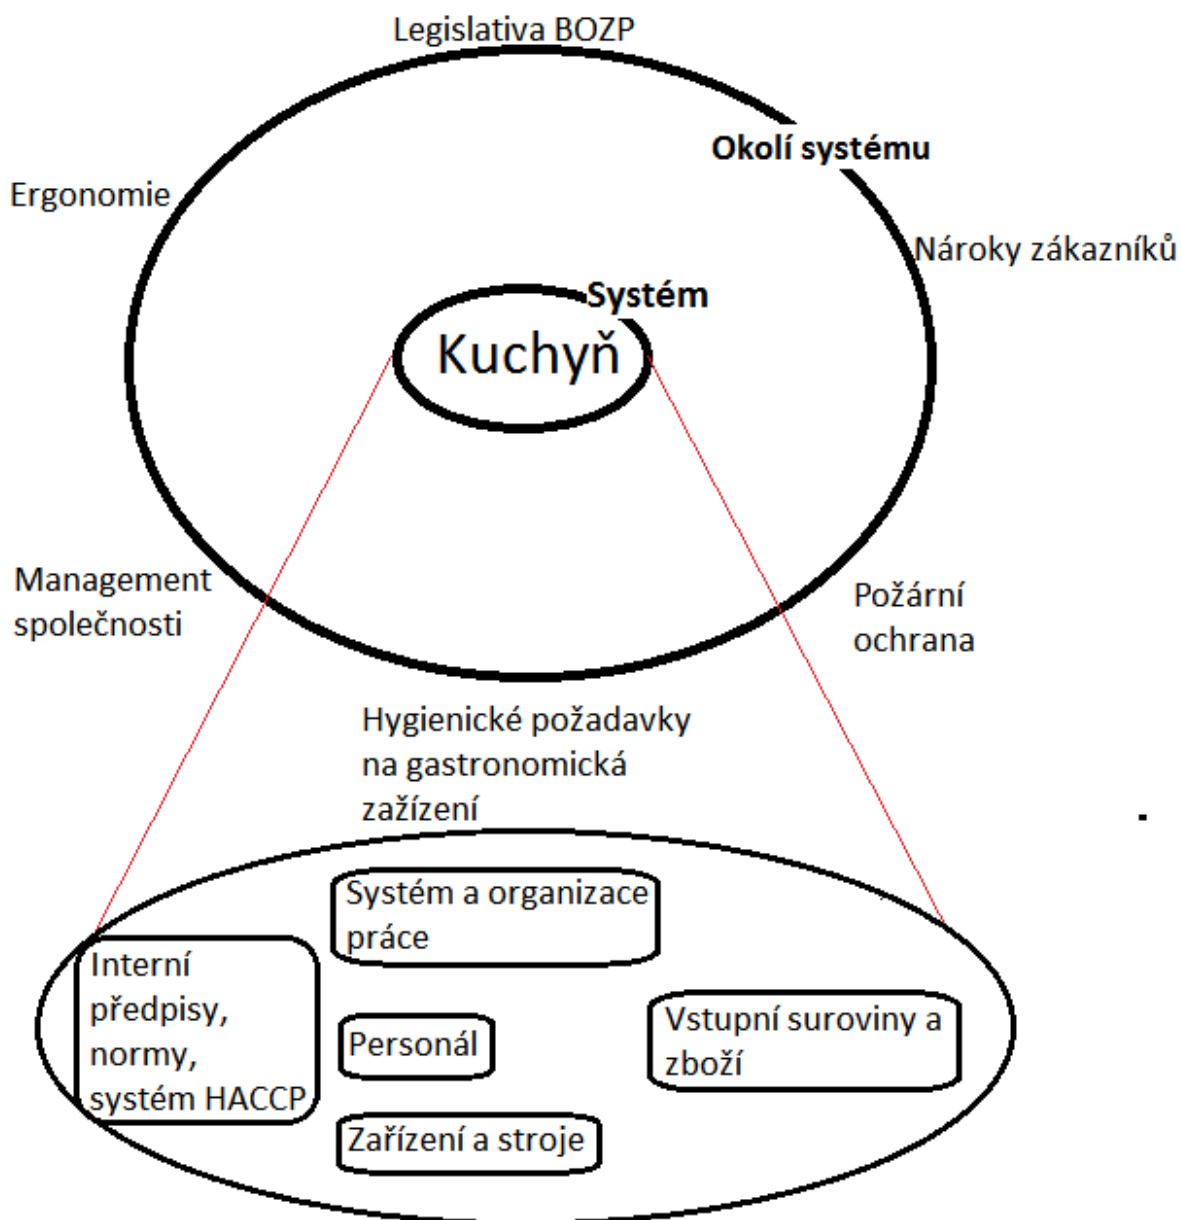 Legislativa BOZP
Okolí systému
Ergonomie
Nároky zákazníků
Systém
Kuchyň
Management
společnosti
Požární
ochrana
Hygienické požadavky
na gastronomická
zažízení
Systém a organizace
práce
Interní
předpisy,
normy,
systém HACCP
Vstupní suroviny a
zboží
Personál
Zařízení a stroje